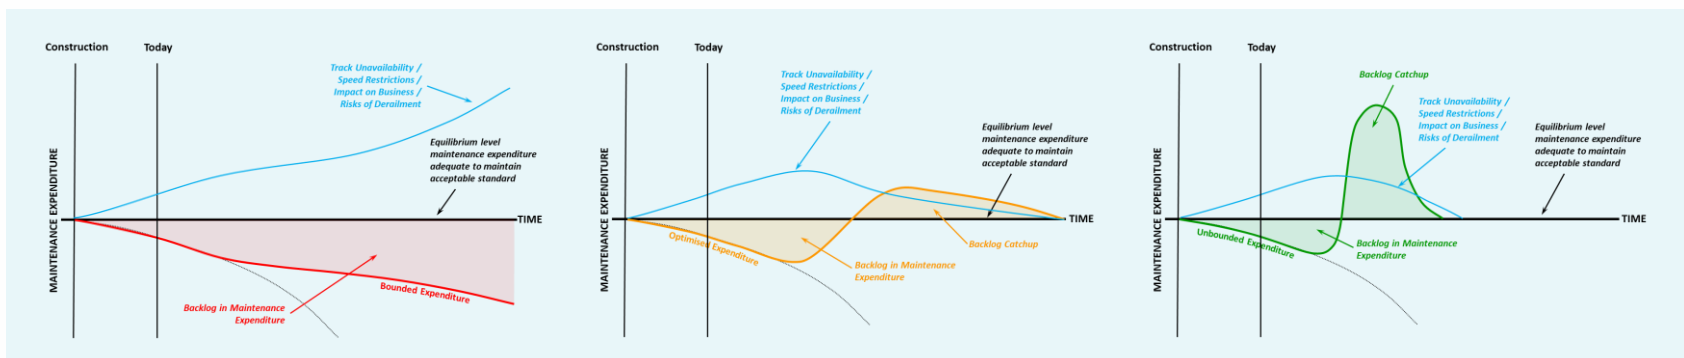 Construction
Today
Track Unavailability /
Speed Restrictions /
Impact on Business /
Risks of Derailment
Equilibrium level
maintenance expenditure
adequate to maintain
acceptable standard
MAINTENANCE EXPENDITURE
TIME
Bounded Expenditure
Backlog in Maintenance
Expenditure
Construction
Today
Track Unavailability /
Speed Restrictions /
Impact on Business /
Risks of Derailment
Equilibrium level
maintenance expenditure
adequate to maintain
acceptable standard
MAINTENANCE EXPENDITURE
TIME
Optimised Expenditure
Backlog Catchup
Backlog in Maintenance
Expenditure
Construction
Today
Backlog Catchup
Track Unavailability /
Speed Restrictions /
Impact on Business /
Risks of Derailment
Equilibrium level
maintenance expenditure
adequate to maintain
acceptable standard
MAINTENANCE EXPENDITURE
TIME
Unbounded Expenditure
Backlog in Maintenance
Expenditure